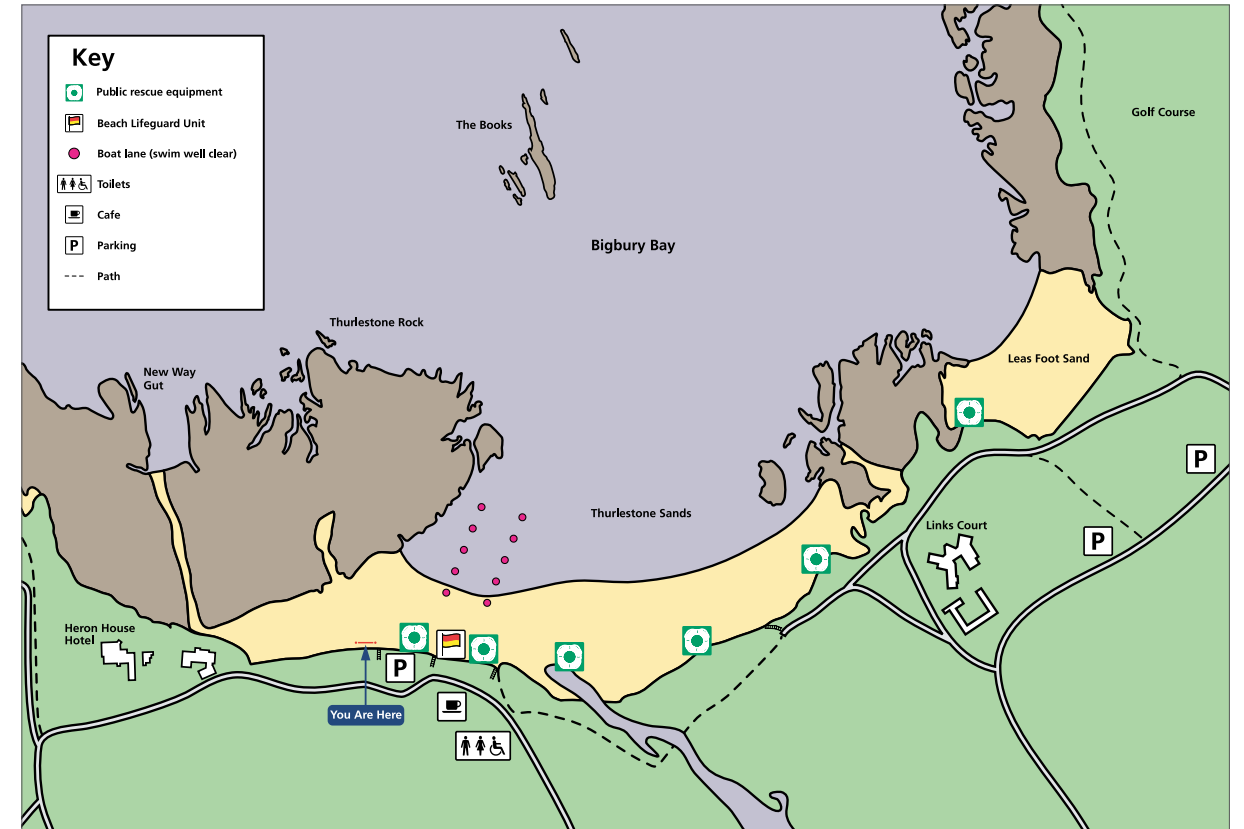 Key
Public rescue equipment
Beach Lifeguard Unit
Boat lane (swim well clear)
Toilets
Cafe
P
Parking
Path
The Books
Golf Course
Bigbury Bay
Thurlestone Rock
New Way
Gut
Leas Foot Sand
P
Thurlestone Sands
Links Court
P
Heron House
Hotel
P
You Are Here